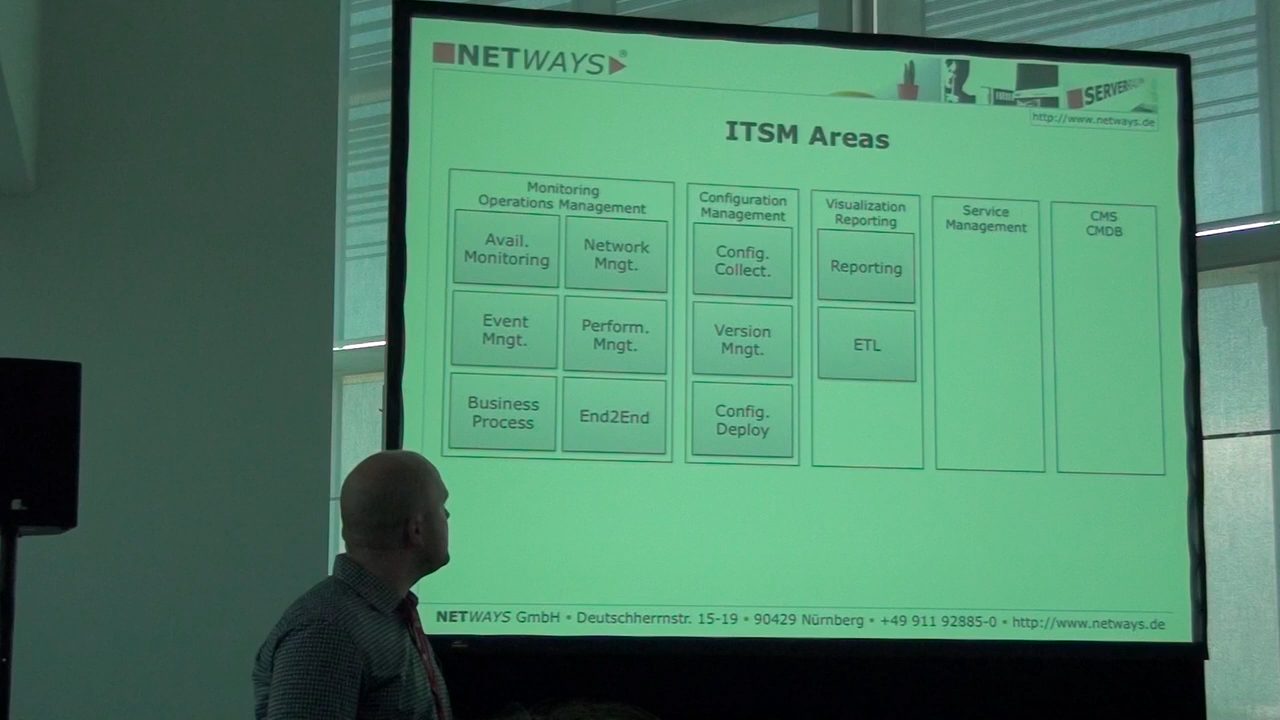 NETWAYS®
SERVER
http://www.netways.de
ITSM Areas
Monitoring
Operations Management
Avail.
Monitoring
Network
Mngt.
Event
Mngt.
Perform.
Mngt.
Business
Process
End2End
Configuration
Management
Config.
Collect.
Version
Mngt.
Config.
Deploy
Visualization
Reporting
Reporting
ETL
Service
Management
CMS
CMDB
NETWAYS GmbH • Deutschherrnstr. 15-19 • 90429 Nürnberg • +49 911 92885-0 • http://www.netways.de